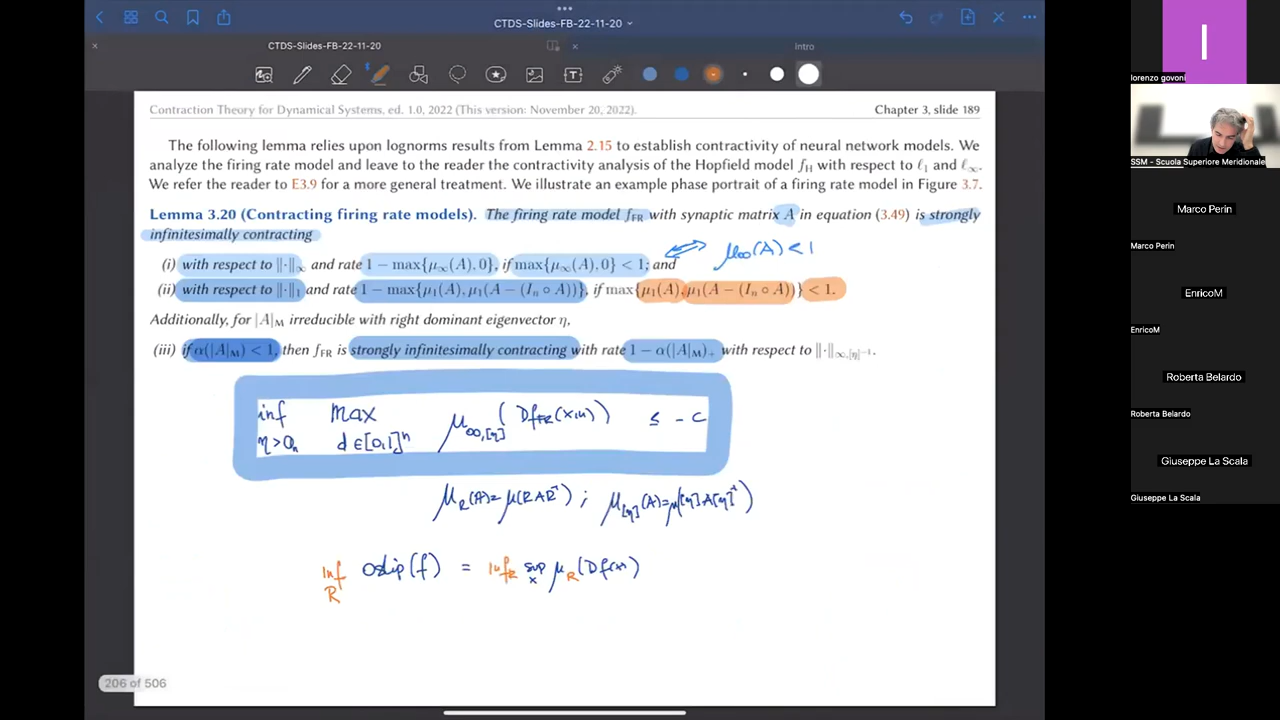 CTDS-Slides-FB-22-11-20
CTDS-Slides-FB-22-11-20
Intro
Contraction Theory for Dynamical Systems, ed. 1.0, 2022 (This version: November 20, 2022).
Chapter 3, slide 189
The following lemma relies upon lognorms results from Lemma 2.15 to establish contractivity of neural network models. We
analyze the firing rate model and leave to the reader the contractivity analysis of the Hopfield model f_H with respect to ℓ_1 and ℓ_∞.
We refer the reader to E3.9 for a more general treatment. We illustrate an example phase portrait of a firing rate model in Figure 3.7.
Lemma 3.20 (Contracting firing rate models). The firing rate model f_FR with synaptic matrix A in equation (3.49) is strongly
infinitesimally contracting
μ_∞(A) < 1
(i) with respect to ‖·‖_∞ and rate 1 − max{μ_∞(A), 0}, if max{μ_∞(A), 0} < 1; and
(ii) with respect to ‖·‖_1 and rate 1 − max{μ_1(A), μ_1(A − (I_n ∘ A))}, if max{μ_1(A), μ_1(A − (I_n ∘ A))} < 1.
Additionally, for |A|_M irreducible with right dominant eigenvector η,
(iii) if α(|A|_M) < 1, then f_FR is strongly infinitesimally contracting with rate 1 − α(|A|_M)_+ with respect to ‖·‖_∞,[η]^−1.
inf max μ_∞,[η] (Df_FR(x,u)) ≤ −c
η>0_n d∈[0,1]^n
μ_R(A)=μ(RAR^-1) ; μ_[η](A)=μ([η]A[η]^-1)
inf osLip(f) = inf_R sup μ_R(Df(x))
R x
206 of 506
lorenzo govoni
SSM - Scuola Superiore Meridionale
Marco Perin
Marco Perin
EnricoM
EnricoM
Roberta Belardo
Roberta Belardo
Giuseppe La Scala
Giuseppe La Scala